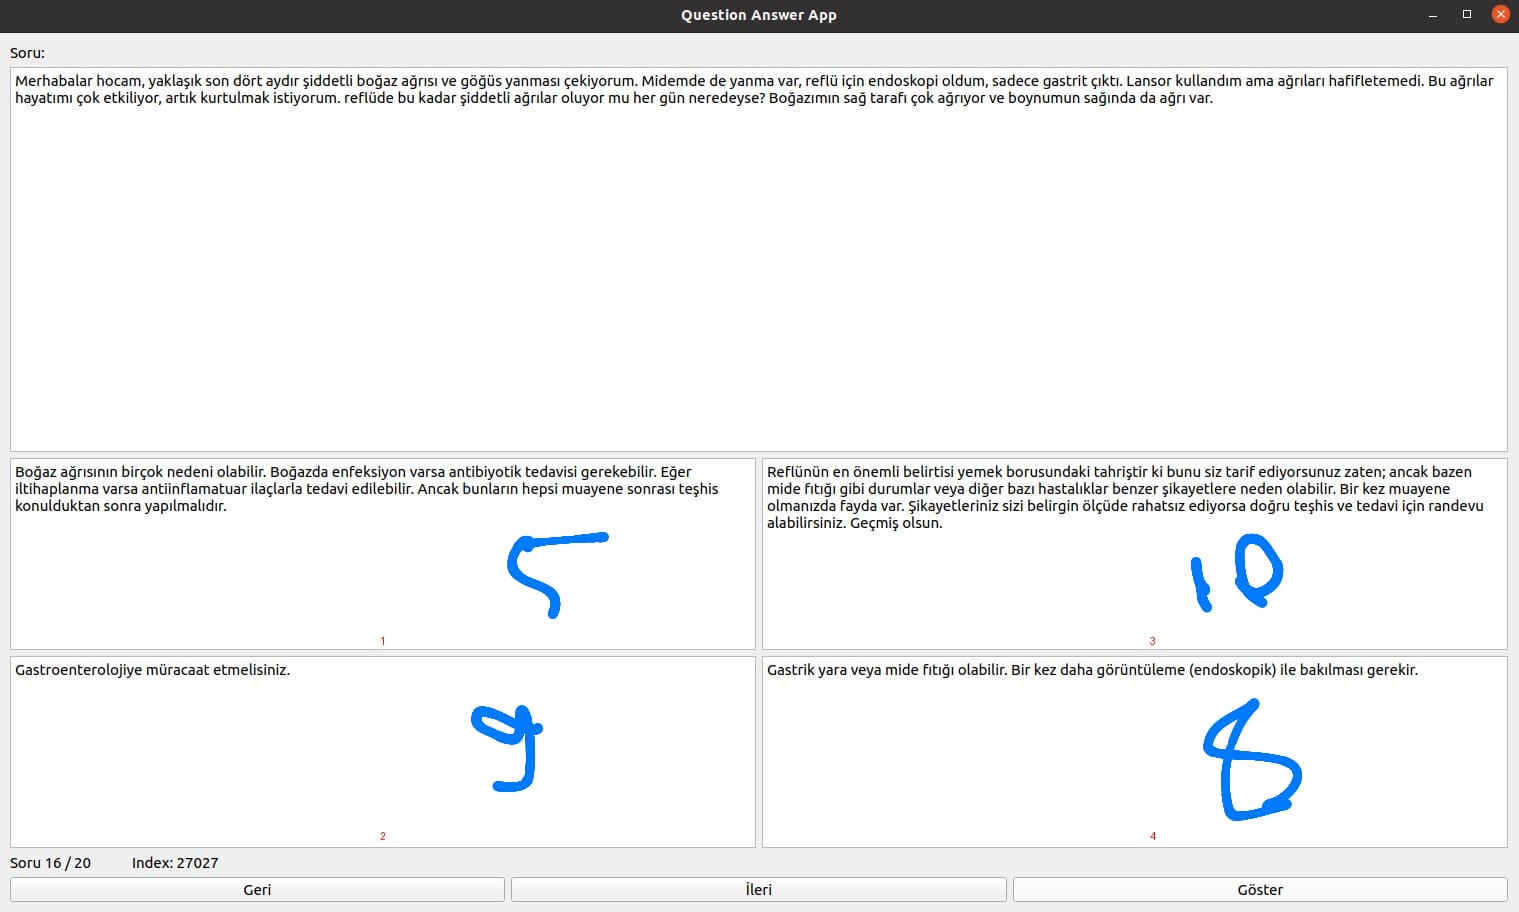 Question Answer App
Soru:
Merhabalar hocam, yaklaşık son dört aydır şiddetli boğaz ağrısı ve göğüs yanması çekiyorum. Midemde de yanma var, reflü için endoskopi oldum, sadece gastrit çıktı. Lansor kullandım ama ağrıları hafifletemedi. Bu ağrılar
hayatımı çok etkiliyor, artık kurtulmak istiyorum. reflüde bu kadar şiddetli ağrılar oluyor mu her gün neredeyse? Boğazımın sağ tarafı çok ağrıyor ve boynumun sağında da ağrı var.
Boğaz ağrısının birçok nedeni olabilir. Boğazda enfeksiyon varsa antibiyotik tedavisi gerekebilir. Eğer
iltihaplanma varsa antiinflamatuar ilaçlarla tedavi edilebilir. Ancak bunların hepsi muayene sonrası teşhis
konulduktan sonra yapılmalıdır.
5
1
Reflünün en önemli belirtisi yemek borusundaki tahriştir ki bunu siz tarif ediyorsunuz zaten; ancak bazen
mide fıtığı gibi durumlar veya diğer bazı hastalıklar benzer şikayetlere neden olabilir. Bir kez muayene
olmanızda fayda var. Şikayetleriniz sizi belirgin ölçüde rahatsız ediyorsa doğru teşhis ve tedavi için randevu
alabilirsiniz. Geçmiş olsun.
10
3
Gastroenterolojiye müracaat etmelisiniz.
9
2
Gastrik yara veya mide fıtığı olabilir. Bir kez daha görüntüleme (endoskopik) ile bakılması gerekir.
8
4
Soru 16 / 20 Index: 27027
Geri İleri Göster